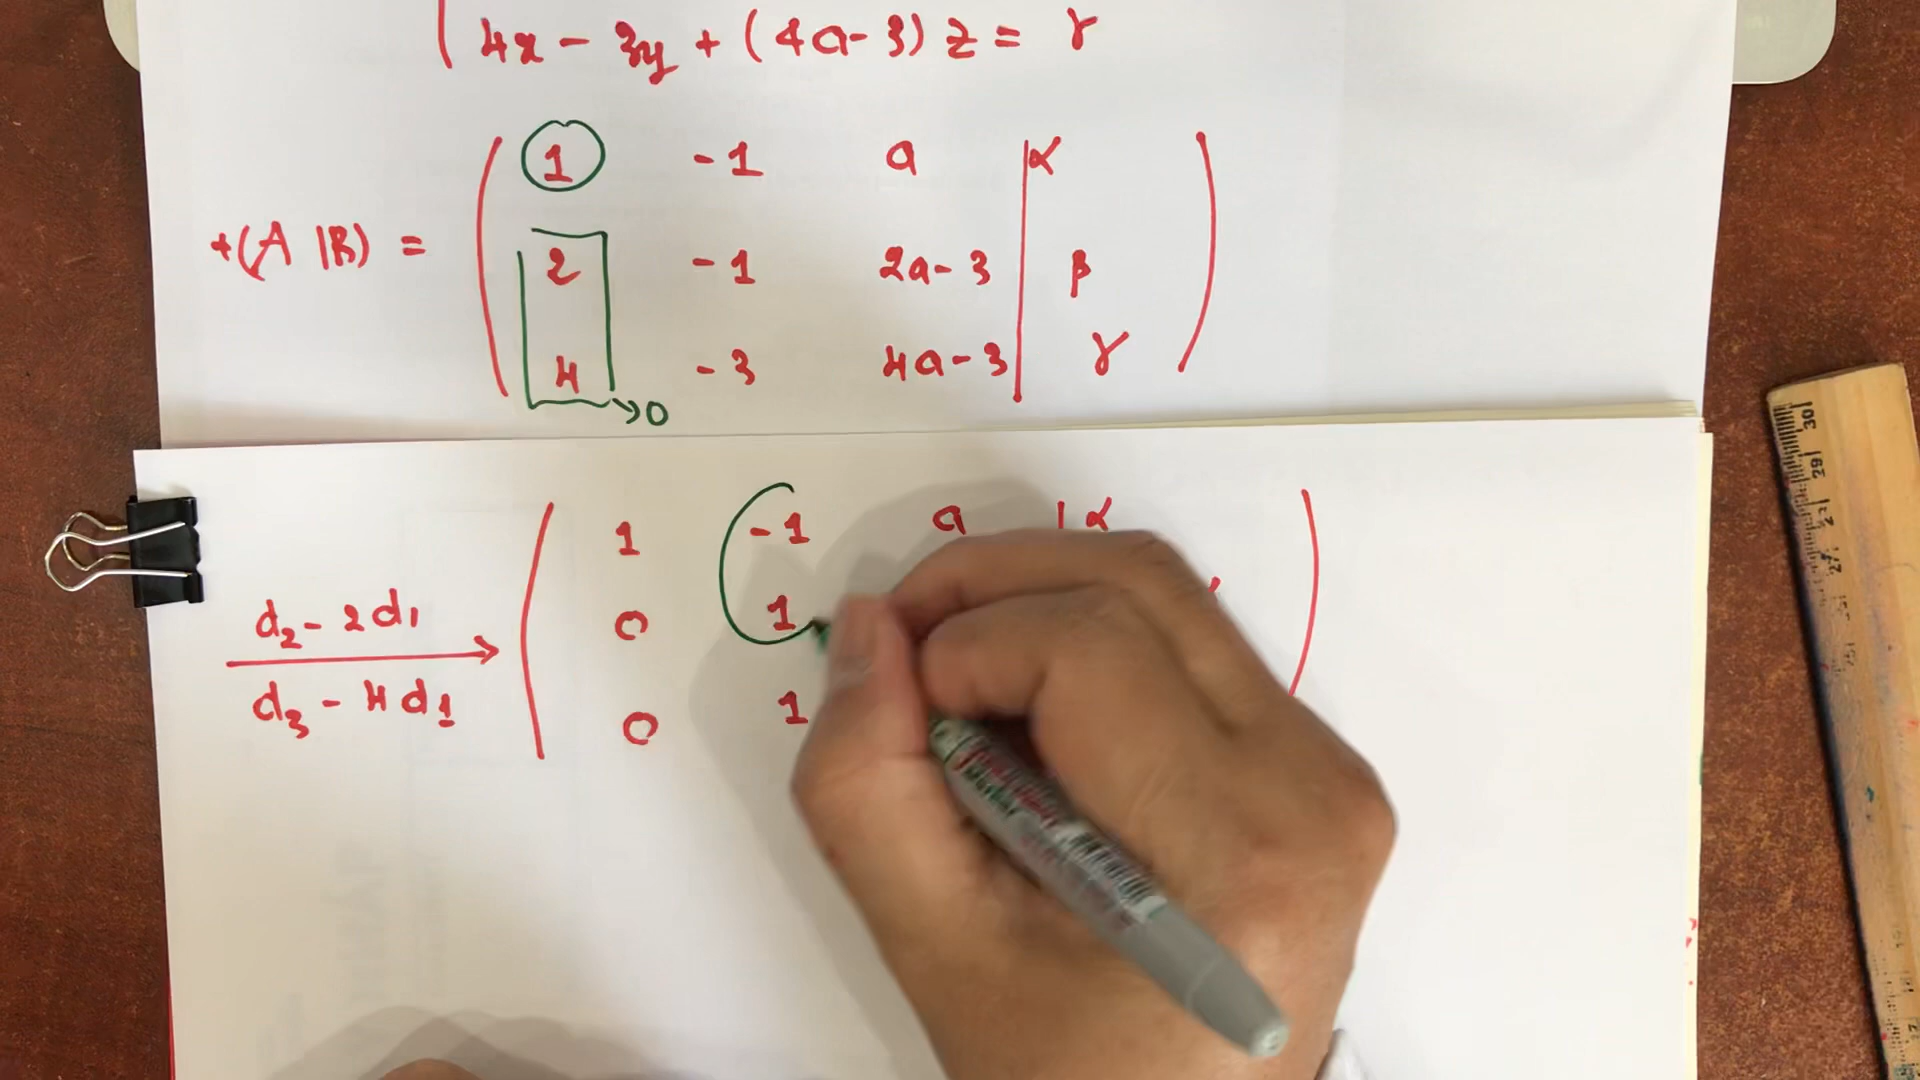 4x - 3y + (4a-3) z = γ
1 -1 a | α
+(A |B) = 2 -1 2a-3 | β
4 -3 4a-3 | γ
→0
1 -1 a | α
d2 - 2d1 0 1
d3 - 4d1 0 1
30
29